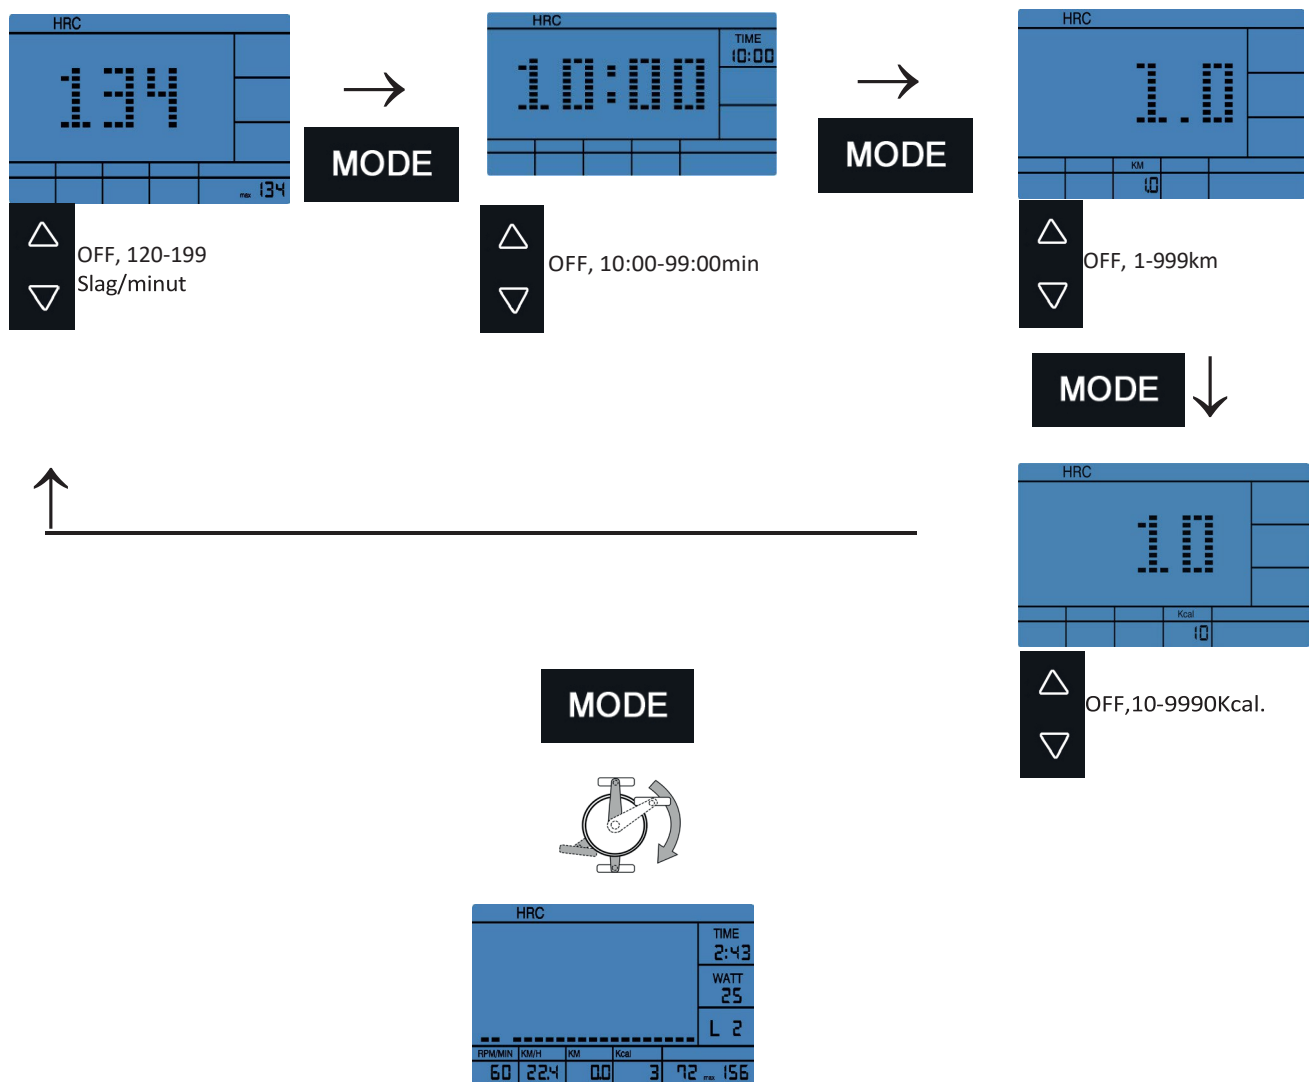 HRC
134
max 134
MODE
OFF, 120-199
Slag/minut
HRC
TIME
10:00
10:00
MODE
OFF, 10:00-99:00min
HRC
1.0
KM
1.0
OFF, 1-999km
MODE
HRC
10
Kcal
10
OFF,10-9990Kcal.
MODE
HRC
TIME
2:43
WATT
25
L 2
RPM/MIN KM/H KM Kcal
60 22.4 0.0 3 72 max 156